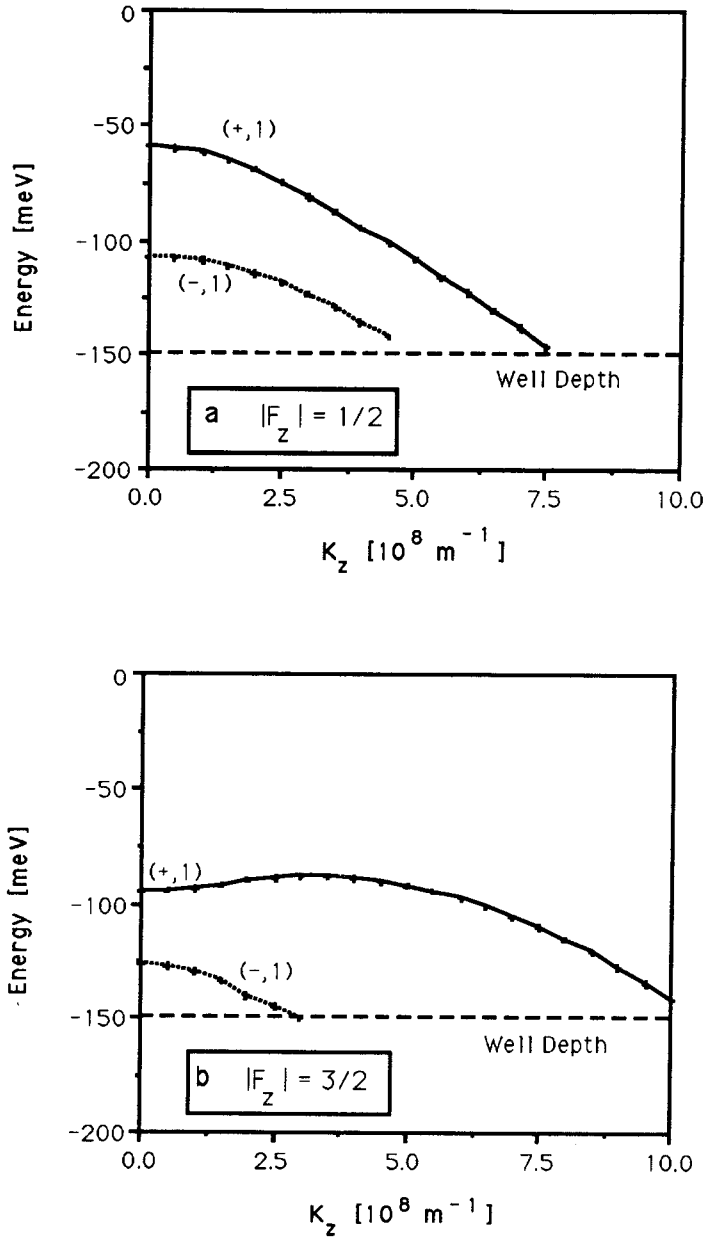 0
-50
-100
-150
-200
Energy [meV]
(+,1)
(-,1)
Well Depth
a |F_z| = 1/2
0.0 2.5 5.0 7.5 10.0
K_z [10^8 m^-1]
0
-50
-100
-150
-200
Energy [meV]
(+,1)
(-,1)
Well Depth
b |F_z| = 3/2
0.0 2.5 5.0 7.5 10.0
K_z [10^8 m^-1]